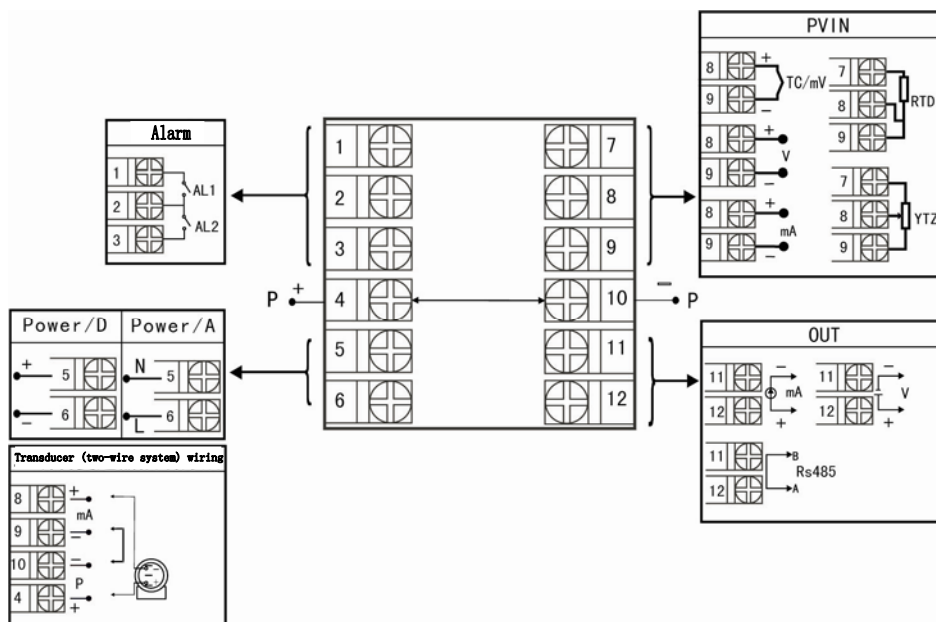 Alarm
1
AL1
2
AL2
3
Power/D Power/A
+ 5 N 5
− 6 L 6
Transducer (two-wire system) wiring
8 +
mA
9 −
10 −
P
4 +
1 7
2 8
3 9
P + 4 10 − P
5 11
6 12
PVIN
8 + TC/mV
9 −
8 + V
9 −
8 + mA
9 −
7
8 RTD
9
7
8 YTZ
9
OUT
11 − mA
12 +
11 − V
12 +
11 B
Rs485
12 A